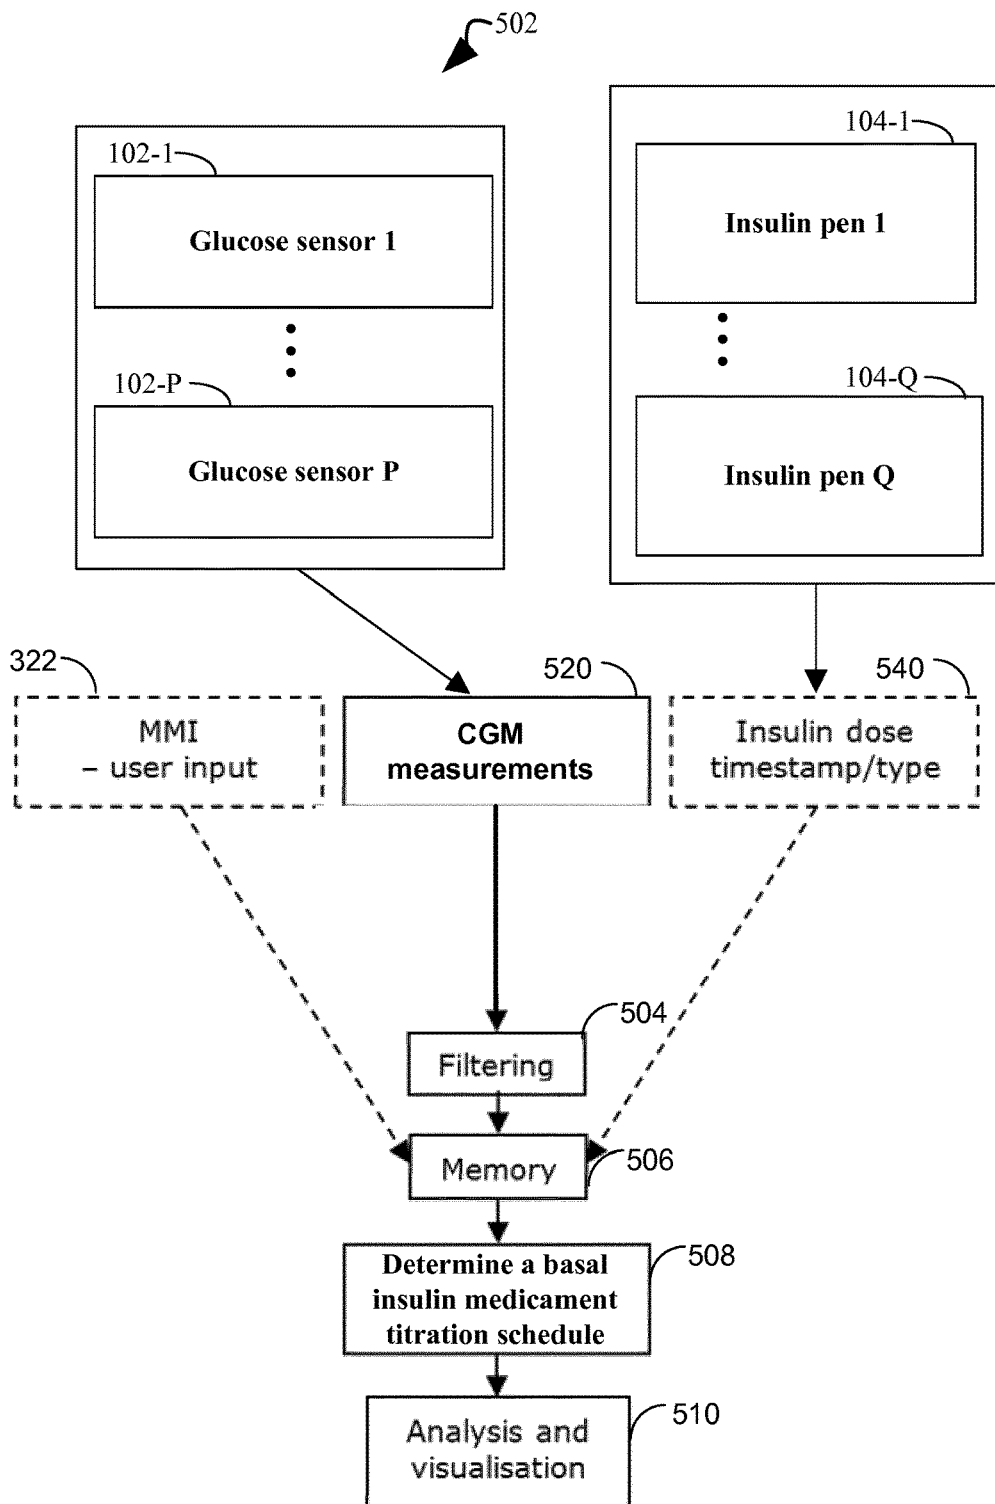 502
102-1
Glucose sensor 1
102-P
Glucose sensor P
104-1
Insulin pen 1
104-Q
Insulin pen Q
322
MMI
– user input
520
CGM
measurements
540
Insulin dose
timestamp/type
504
Filtering
506
Memory
508
Determine a basal
insulin medicament
titration schedule
510
Analysis and
visualisation